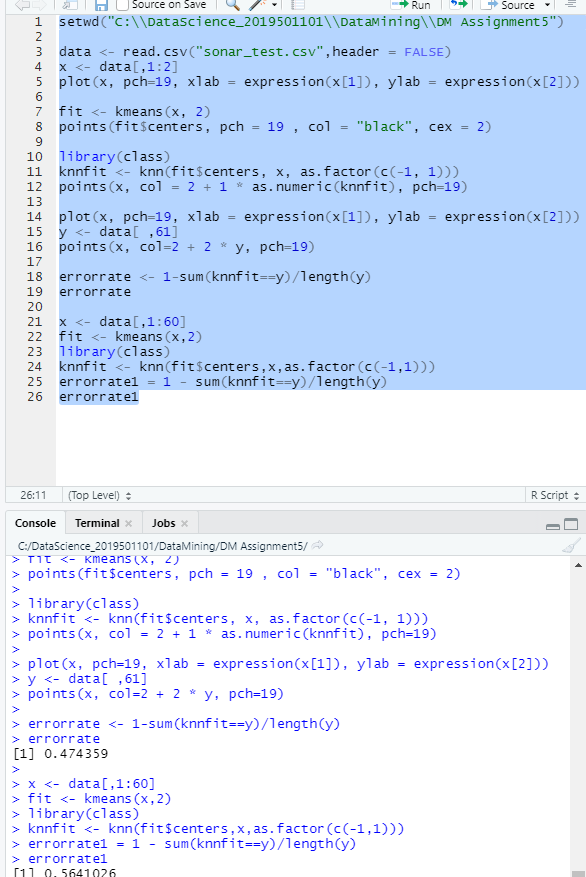 Source on Save Run Source
1 setwd("C:\\DataScience_2019501101\\DataMining\\DM Assignment5")
2
3 data <- read.csv("sonar_test.csv",header = FALSE)
4 x <- data[,1:2]
5 plot(x, pch=19, xlab = expression(x[1]), ylab = expression(x[2]))
6
7 fit <- kmeans(x, 2)
8 points(fit$centers, pch = 19 , col = "black", cex = 2)
9
10 library(class)
11 knnfit <- knn(fit$centers, x, as.factor(c(-1, 1)))
12 points(x, col = 2 + 1 * as.numeric(knnfit), pch=19)
13
14 plot(x, pch=19, xlab = expression(x[1]), ylab = expression(x[2]))
15 y <- data[ ,61]
16 points(x, col=2 + 2 * y, pch=19)
17
18 errorrate <- 1-sum(knnfit==y)/length(y)
19 errorrate
20
21 x <- data[,1:60]
22 fit <- kmeans(x,2)
23 library(class)
24 knnfit <- knn(fit$centers,x,as.factor(c(-1,1)))
25 errorrate1 = 1 - sum(knnfit==y)/length(y)
26 errorrate1
26:11 (Top Level) R Script
Console Terminal × Jobs ×
C:/DataScience_2019501101/DataMining/DM Assignment5/
> fit <- kmeans(x, 2)
> points(fit$centers, pch = 19 , col = "black", cex = 2)
>
> library(class)
> knnfit <- knn(fit$centers, x, as.factor(c(-1, 1)))
> points(x, col = 2 + 1 * as.numeric(knnfit), pch=19)
>
> plot(x, pch=19, xlab = expression(x[1]), ylab = expression(x[2]))
> y <- data[ ,61]
> points(x, col=2 + 2 * y, pch=19)
>
> errorrate <- 1-sum(knnfit==y)/length(y)
> errorrate
[1] 0.474359
>
> x <- data[,1:60]
> fit <- kmeans(x,2)
> library(class)
> knnfit <- knn(fit$centers,x,as.factor(c(-1,1)))
> errorrate1 = 1 - sum(knnfit==y)/length(y)
> errorrate1
[1] 0.5641026